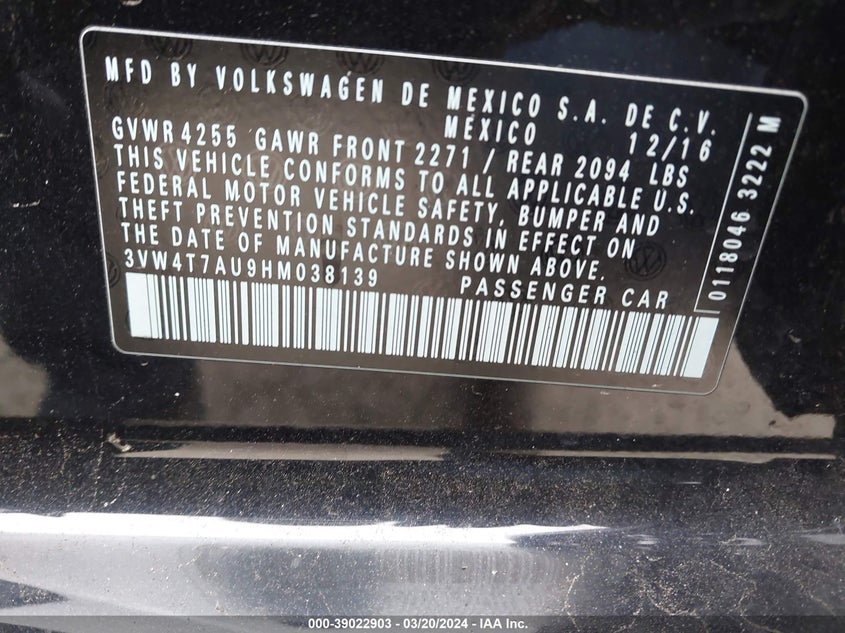 MFD BY VOLKSWAGEN DE MEXICO S.A. DE C.V.
MEXICO 12/16
GVWR 4255 GAWR FRONT 2271 / REAR 2094 LBS
THIS VEHICLE CONFORMS TO ALL APPLICABLE U.S.
FEDERAL MOTOR VEHICLE SAFETY, BUMPER AND
THEFT PREVENTION STANDARDS IN EFFECT ON
THE DATE OF MANUFACTURE SHOWN ABOVE.
3VW4T7AU9HM038139 PASSENGER CAR
0118046 3222 M
000-39022903 - 03/20/2024 - IAA Inc.